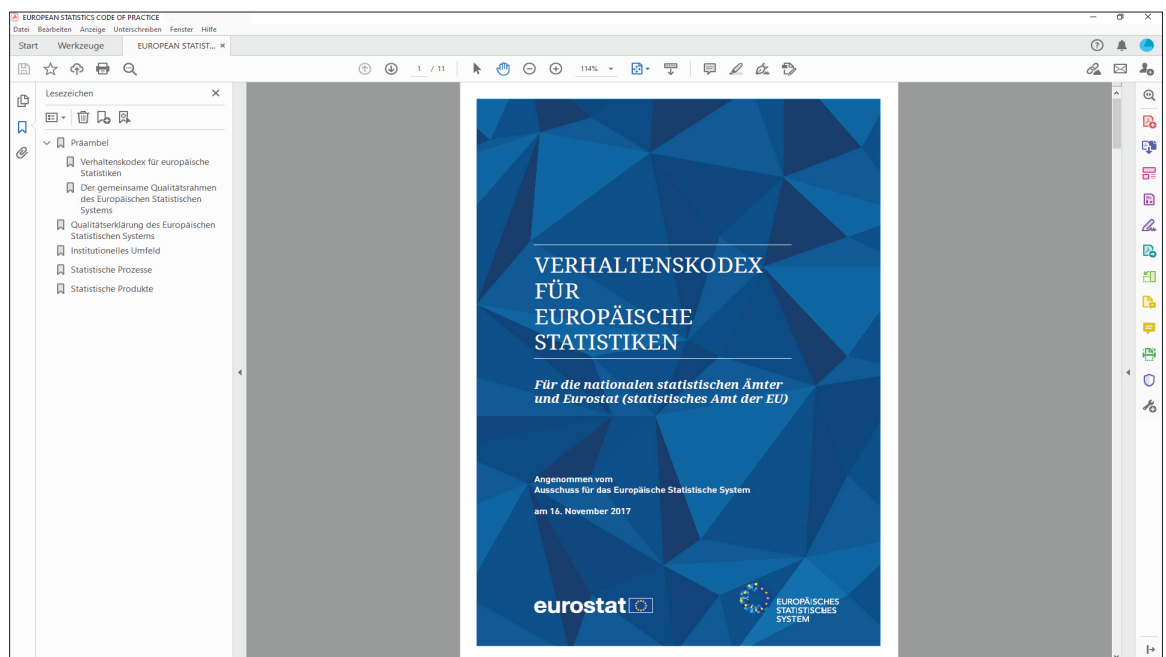 EUROPEAN STATISTICS CODE OF PRACTICE
Datei Bearbeiten Anzeige Unterschreiben Fenster Hilfe
Start Werkzeuge EUROPEAN STATIST... ×
1 / 11 114%
Lesezeichen
Präambel
Verhaltenskodex für europäische
Statistiken
Der gemeinsame Qualitätsrahmen
des Europäischen Statistischen
Systems
Qualitätserklärung des Europäischen
Statistischen Systems
Institutionelles Umfeld
Statistische Prozesse
Statistische Produkte
VERHALTENSKODEX
FÜR
EUROPÄISCHE
STATISTIKEN
Für die nationalen statistischen Ämter
und Eurostat (statistisches Amt der EU)
Angenommen vom
Ausschuss für das Europäische Statistische System
am 16. November 2017
eurostat
EUROPÄISCHES
STATISTISCHES
SYSTEM